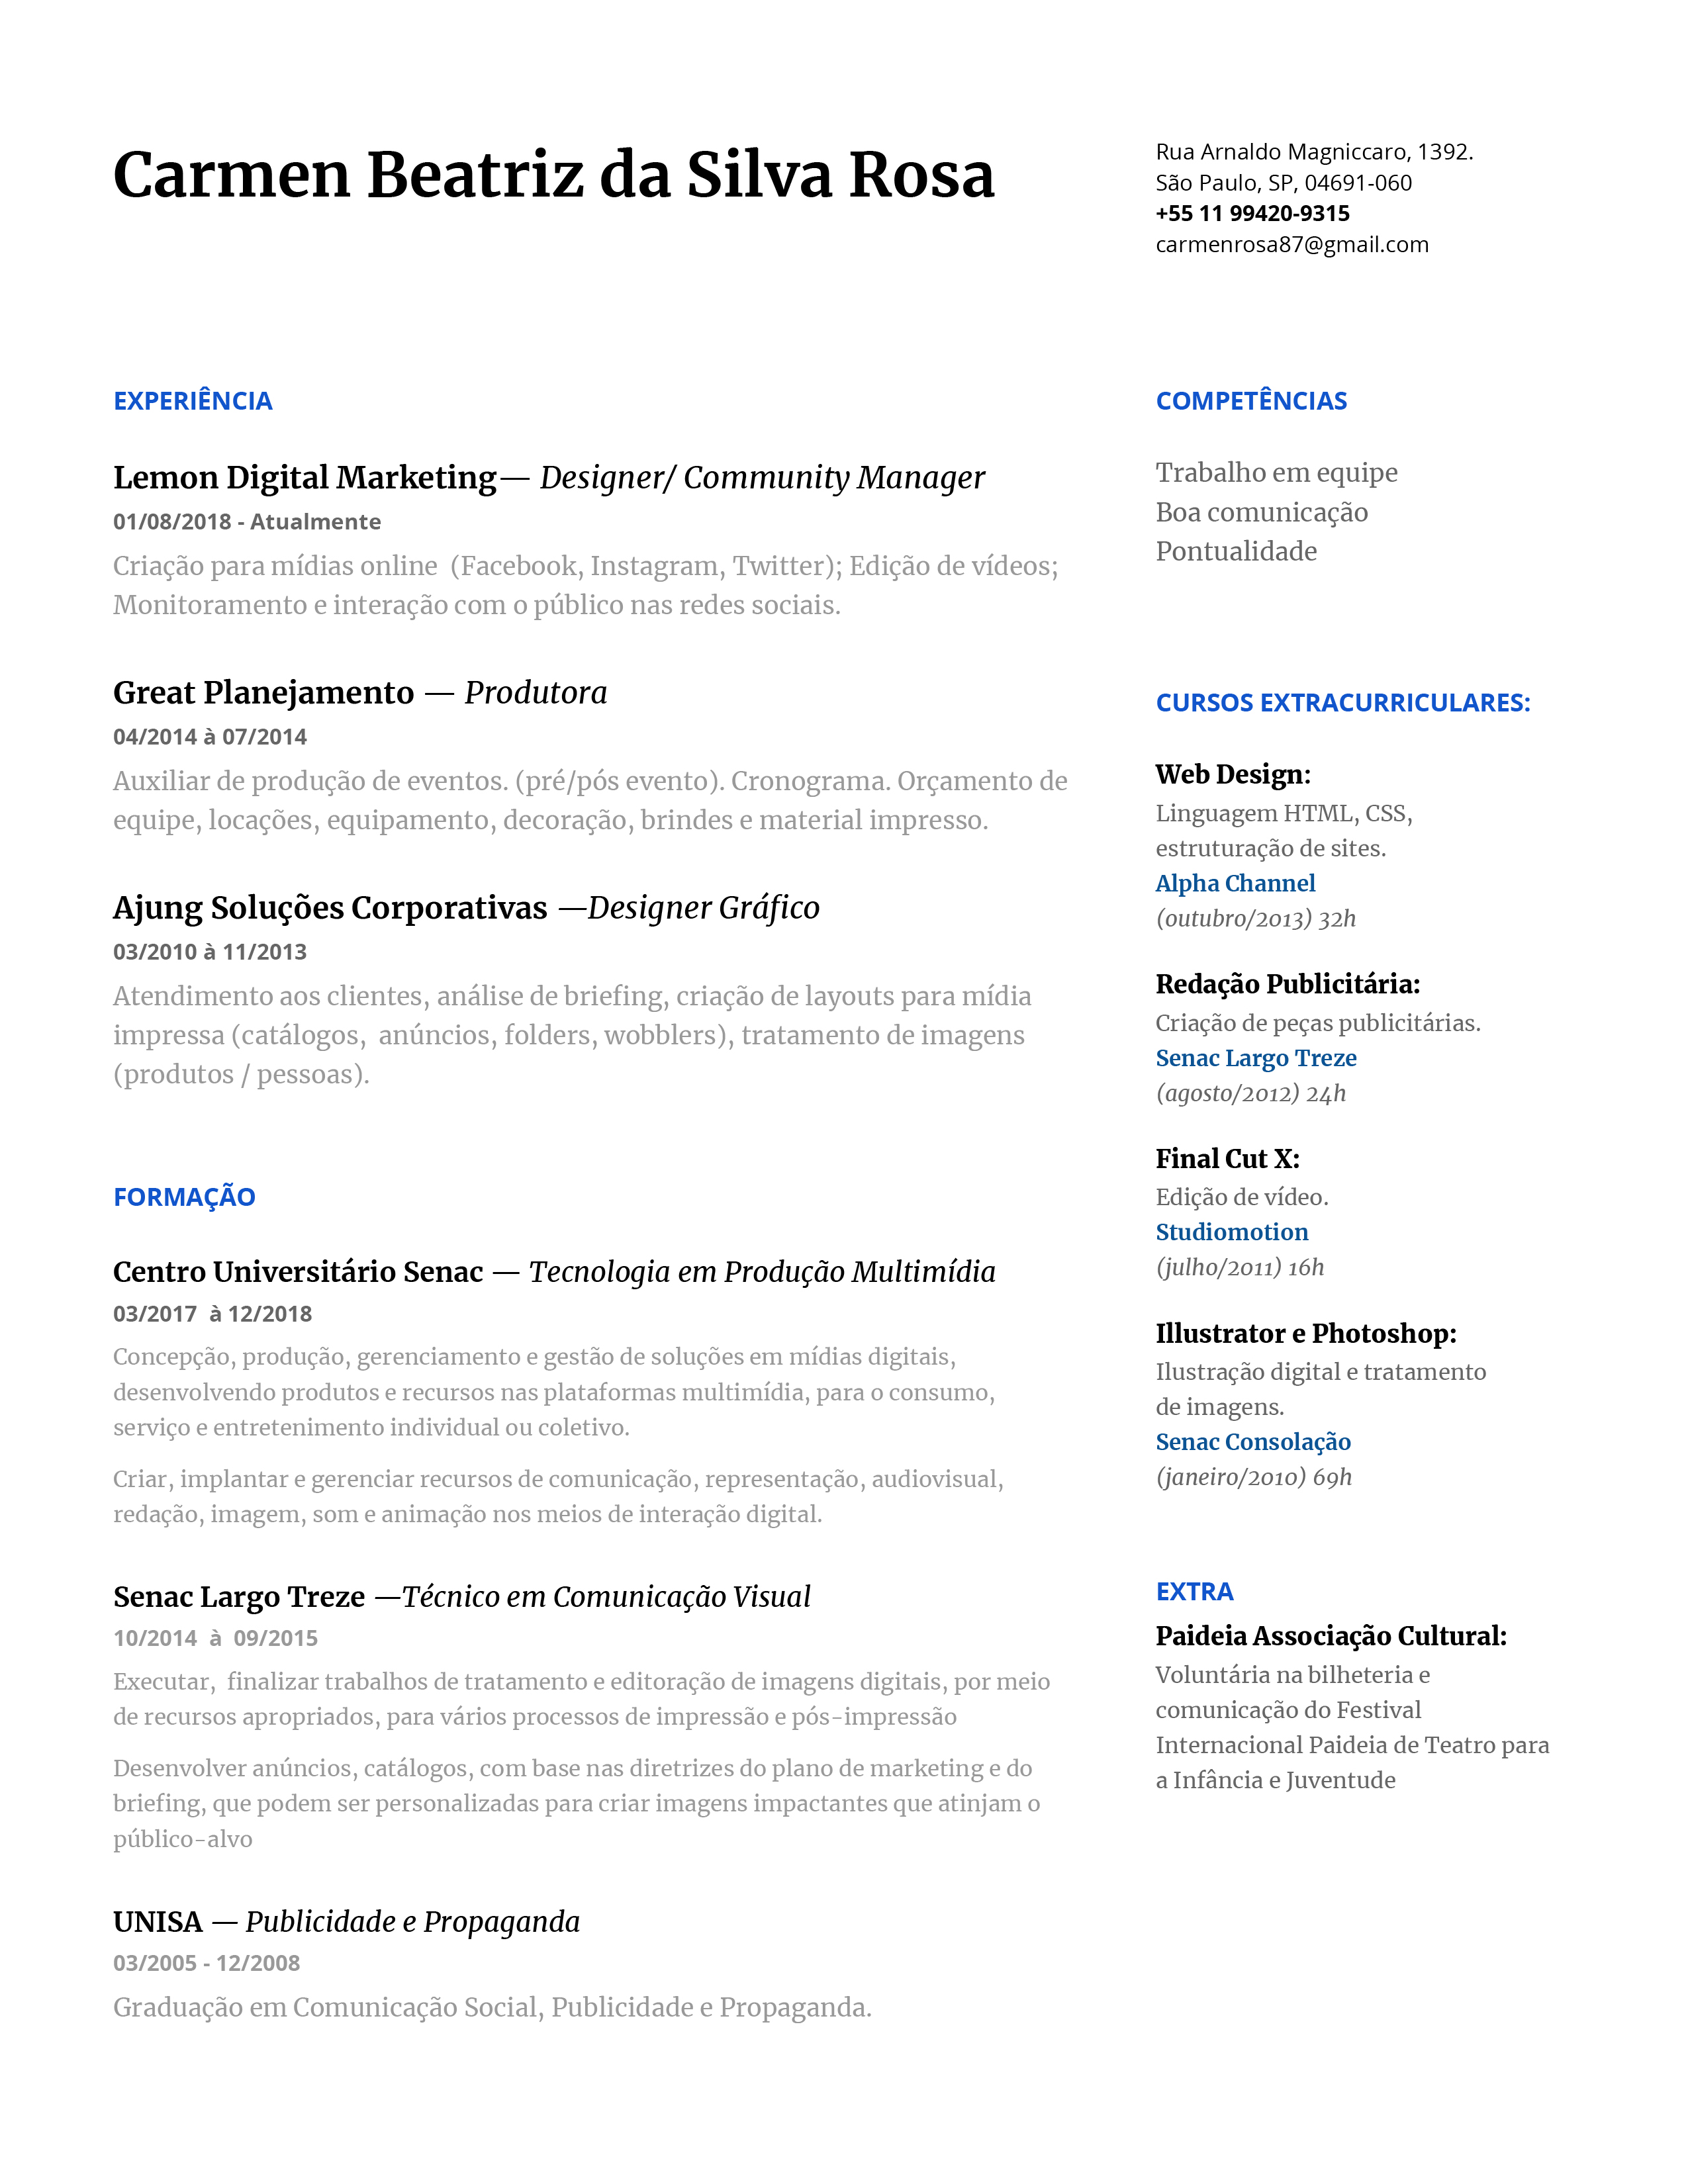 Carmen Beatriz da Silva Rosa
Rua Arnaldo Magniccaro, 1392.
São Paulo, SP, 04691-060
+55 11 99420-9315
carmenrosa87@gmail.com
EXPERIÊNCIA
Lemon Digital Marketing— Designer/ Community Manager
01/08/2018 - Atualmente
Criação para mídias online  (Facebook, Instagram, Twitter); Edição de vídeos;
Monitoramento e interação com o público nas redes sociais.
Great Planejamento — Produtora
04/2014 à 07/2014
Auxiliar de produção de eventos. (pré/pós evento). Cronograma. Orçamento de
equipe, locações, equipamento, decoração, brindes e material impresso.
Ajung Soluções Corporativas —Designer Gráfico
03/2010 à 11/2013
Atendimento aos clientes, análise de briefing, criação de layouts para mídia
impressa (catálogos,  anúncios, folders, wobblers), tratamento de imagens
(produtos / pessoas).
FORMAÇÃO
Centro Universitário Senac — Tecnologia em Produção Multimídia
03/2017  à 12/2018
Concepção, produção, gerenciamento e gestão de soluções em mídias digitais,
desenvolvendo produtos e recursos nas plataformas multimídia, para o consumo,
serviço e entretenimento individual ou coletivo.
Criar, implantar e gerenciar recursos de comunicação, representação, audiovisual,
redação, imagem, som e animação nos meios de interação digital.
Senac Largo Treze —Técnico em Comunicação Visual
10/2014  à  09/2015
Executar,  finalizar trabalhos de tratamento e editoração de imagens digitais, por meio
de recursos apropriados, para vários processos de impressão e pós-impressão
Desenvolver anúncios, catálogos, com base nas diretrizes do plano de marketing e do
briefing, que podem ser personalizadas para criar imagens impactantes que atinjam o
público-alvo
UNISA — Publicidade e Propaganda
03/2005 - 12/2008
Graduação em Comunicação Social, Publicidade e Propaganda.
COMPETÊNCIAS
Trabalho em equipe
Boa comunicação
Pontualidade
CURSOS EXTRACURRICULARES:
Web Design:
Linguagem HTML, CSS,
estruturação de sites.
Alpha Channel
(outubro/2013) 32h
Redação Publicitária:
Criação de peças publicitárias.
Senac Largo Treze
(agosto/2012) 24h
Final Cut X:
Edição de vídeo.
Studiomotion
(julho/2011) 16h
Illustrator e Photoshop:
Ilustração digital e tratamento
de imagens.
Senac Consolação
(janeiro/2010) 69h
EXTRA
Paideia Associação Cultural:
Voluntária na bilheteria e
comunicação do Festival
Internacional Paideia de Teatro para
a Infância e Juventude